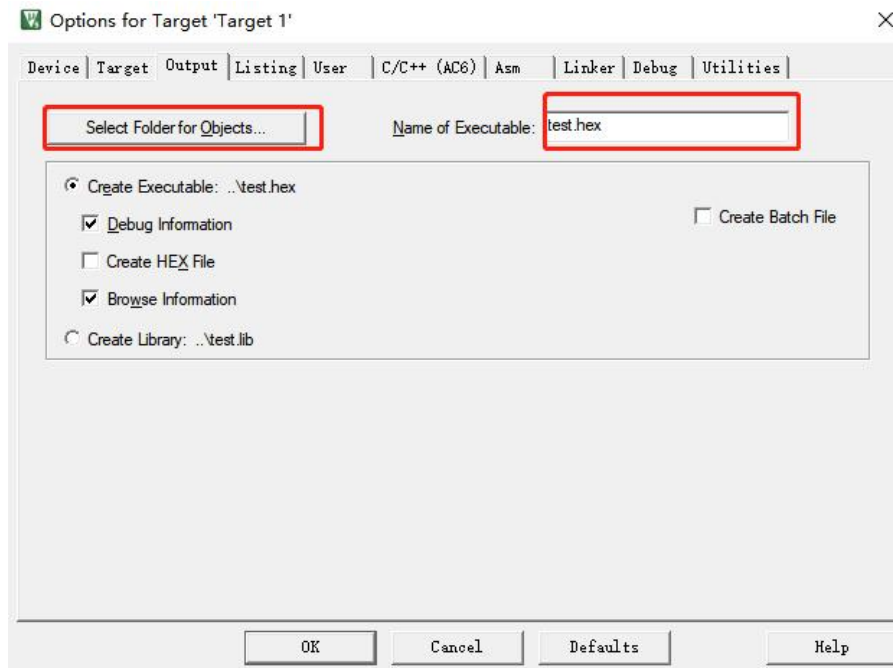 Options for Target 'Target 1'
Device Target Output Listing User C/C++ (AC6) Asm Linker Debug Utilities
Select Folder for Objects... Name of Executable: test.hex
Create Executable: ..\test.hex
Debug Information Create Batch File
Create HEX File
Browse Information
Create Library: ..\test.lib
OK Cancel Defaults Help